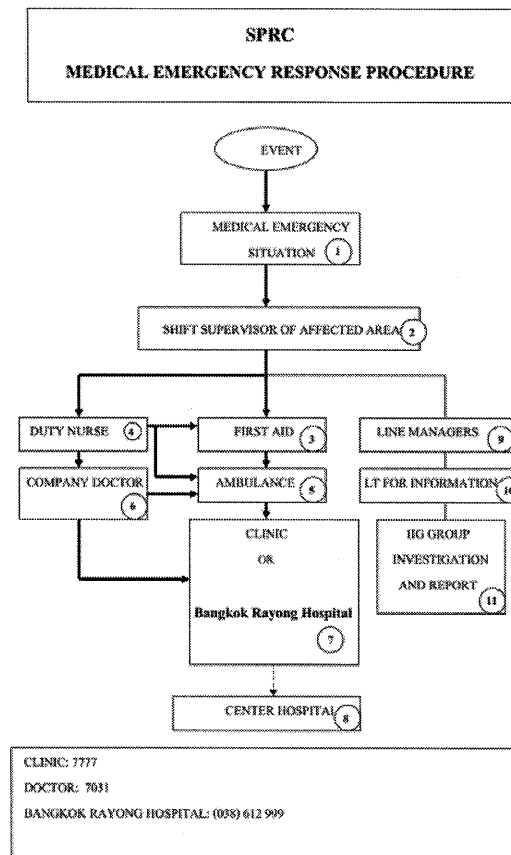 SPRC
MEDICAL EMERGENCY RESPONSE PROCEDURE
EVENT
MEDICAL EMERGENCY
SITUATION 1
SHIFT SUPERVISOR OF AFFECTED AREA 2
DUTY NURSE 4
FIRST AID 3
LINE MANAGERS 9
COMPANY DOCTOR
6
AMBULANCE 5
LT FOR INFORMATION 10
CLINIC
OR
Bangkok Rayong Hospital
7
IIG GROUP
INVESTIGATION
AND REPORT 11
CENTER HOSPITAL 8
CLINIC: 7777
DOCTOR: 7031
BANGKOK RAYONG HOSPITAL: (038) 612 999